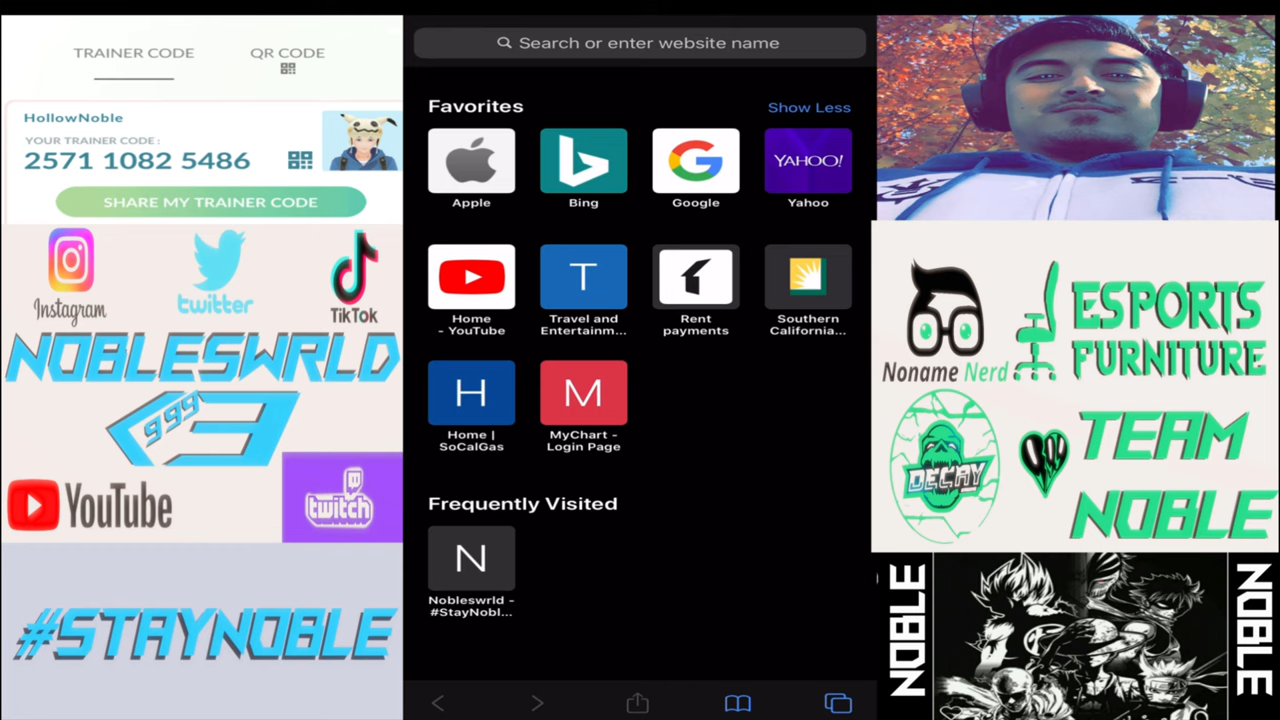 TRAINER CODE
QR CODE
HollowNoble
YOUR TRAINER CODE :
2571 1082 5486
SHARE MY TRAINER CODE
Instagram
twitter
TikTok
NOBLESWRLD
999
3
YouTube
twitch
#STAYNOBLE
Search or enter website name
Favorites
Show Less
Apple
Bing
Google
YAHOO!
Yahoo
Home
- YouTube
T
Travel and
Entertainm...
Rent
payments
Southern
California...
H
Home |
SoCalGas
M
MyChart -
Login Page
Frequently Visited
N
Nobleswrld -
#StayNobl...
Noname Nerd
ESPORTS
FURNITURE
DECAY
TEAM
NOBLE
NOBLE
NOBLE